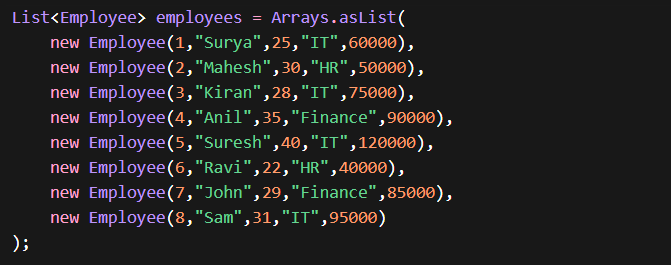 List<Employee> employees = Arrays.asList(
    new Employee(1,"Surya",25,"IT",60000),
    new Employee(2,"Mahesh",30,"HR",50000),
    new Employee(3,"Kiran",28,"IT",75000),
    new Employee(4,"Anil",35,"Finance",90000),
    new Employee(5,"Suresh",40,"IT",120000),
    new Employee(6,"Ravi",22,"HR",40000),
    new Employee(7,"John",29,"Finance",85000),
    new Employee(8,"Sam",31,"IT",95000)
);